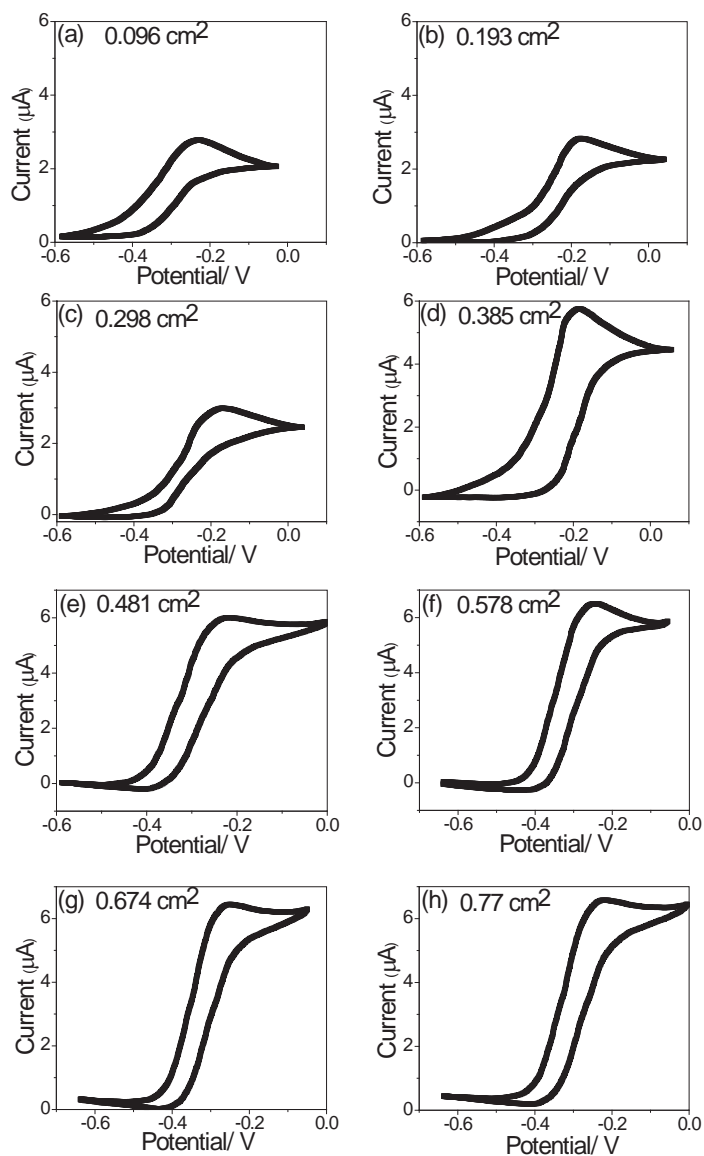 (a) 0.096 cm2
6
4
2
0
Current (µA)
-0.6 -0.4 -0.2 0.0
Potential/ V
(b) 0.193 cm2
6
4
2
0
Current (µA)
-0.6 -0.4 -0.2 0.0
Potential/ V
(c) 0.298 cm2
6
4
2
0
Current (µA)
-0.6 -0.4 -0.2 0.0
Potential/ V
(d) 0.385 cm2
6
4
2
0
Current (µA)
-0.6 -0.4 -0.2 0.0
Potential/ V
(e) 0.481 cm2
6
4
2
0
Current (µA)
-0.6 -0.4 -0.2 0.0
Potential/ V
(f) 0.578 cm2
6
4
2
0
Current (µA)
-0.6 -0.4 -0.2 0.0
Potential/ V
(g) 0.674 cm2
6
4
2
0
Current (µA)
-0.6 -0.4 -0.2 0.0
Potential/ V
(h) 0.77 cm2
6
4
2
0
Current (µA)
-0.6 -0.4 -0.2 0.0
Potential/ V